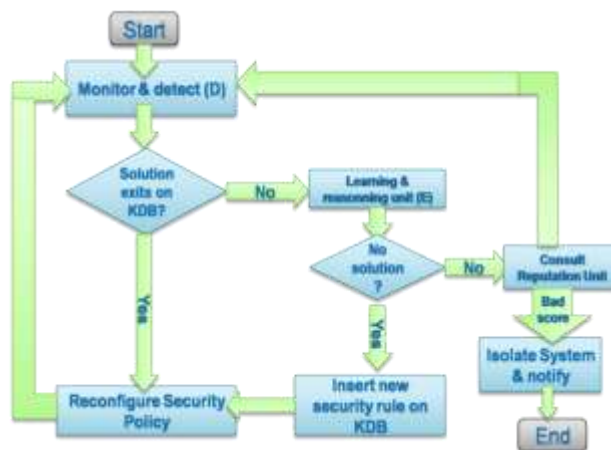 Start
Monitor & detect (D)
Solution
exits on
KDB?
No
Learning &
reasonning unit (E)
No
solution
?
No
Consult
Reputation Unit
Yes
Yes
Bad
score
Isolate System
& notify
Reconfigure Security
Policy
Insert new
security rule on
KDB
End